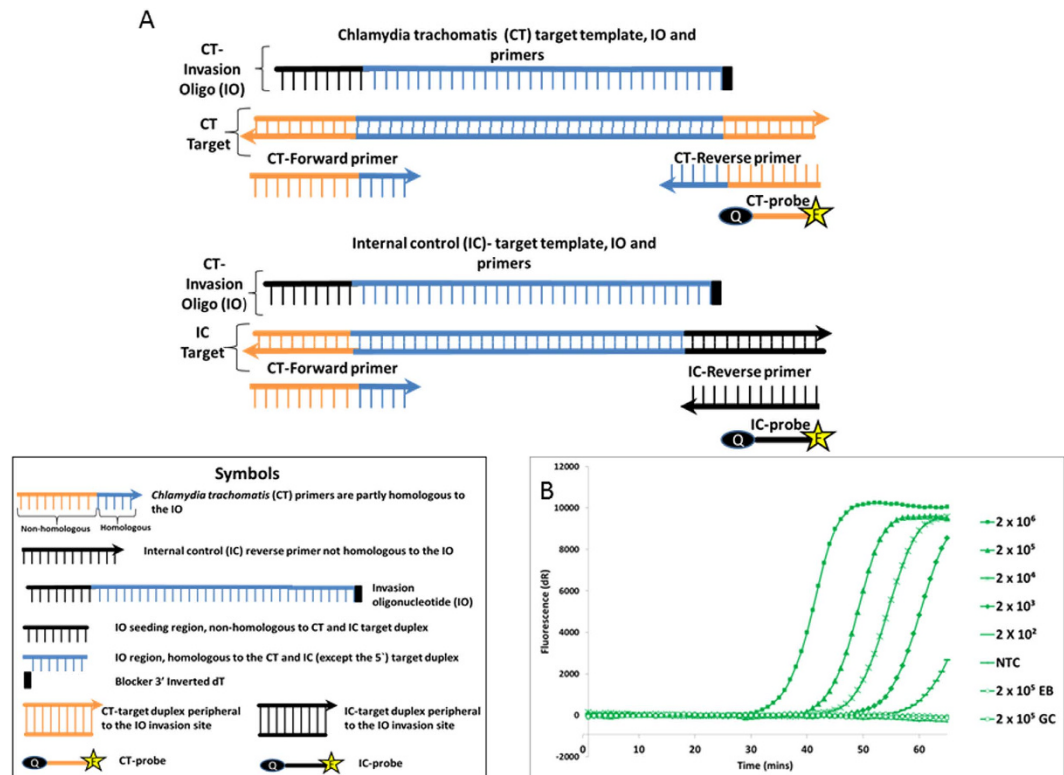 A
Chlamydia trachomatis (CT) target template, IO and
primers
CT-
Invasion
Oligo (IO)
CT
Target
CT-Forward primer
CT-Reverse primer
CT-probe
Q
F
Internal control (IC)- target template, IO and
primers
CT-
Invasion
Oligo (IO)
IC
Target
CT-Forward primer
IC-Reverse primer
IC-probe
Q
F
Symbols
Chlamydia trachomatis (CT) primers are partly homologous to
the IO
Non-homologous
Homologous
Internal control (IC) reverse primer not homologous to the IO
Invasion
oligonucleotide (IO)
IO seeding region, non-homologous to CT and IC target duplex
IO region, homologous to the CT and IC (except the 5`) target duplex
Blocker 3' Inverted dT
CT-target duplex peripheral
to the IO invasion site
IC-target duplex peripheral
to the IO invasion site
Q
F
CT-probe
Q
F
IC-probe
B
12000
10000
8000
6000
4000
2000
0
-2000
Fluorescence (dR)
0
10
20
30
40
50
60
Time (mins)
2 x 10⁶
2 x 10⁵
2 x 10⁴
2 x 10³
2 X 10²
NTC
2 x 10⁵ EB
2 x 10⁵ GC